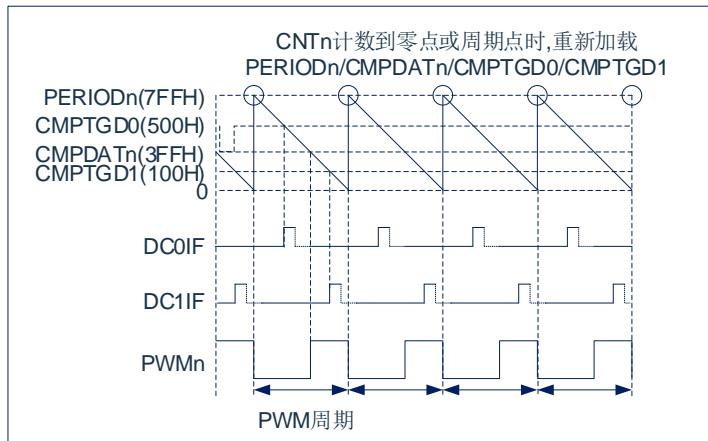 CNTn计数到零点或周期点时,重新加载
PERIODn/CMPDATn/CMPTGD0/CMPTGD1
PERIODn(7FFH)
CMPTGD0(500H)
CMPDATn(3FFH)
CMPTGD1(100H)
0
DC0IF
DC1IF
PWMn
PWM周期